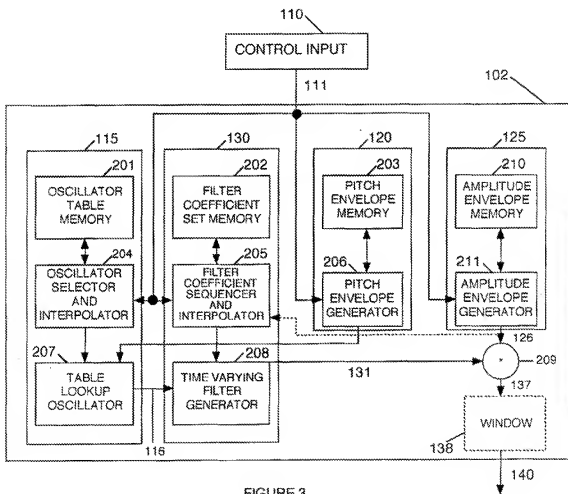 110
CONTROL INPUT
111
102
115
130
120
125
201
OSCILLATOR
TABLE
MEMORY
202
FILTER
COEFFICIENT
SET MEMORY
203
PITCH
ENVELOPE
MEMORY
210
AMPLITUDE
ENVELOPE
MEMORY
204
OSCILLATOR
SELECTOR
AND
INTERPOLATOR
205
FILTER
COEFFICIENT
SEQUENCER
AND
INTERPOLATOR
206
PITCH
ENVELOPE
GENERATOR
211
AMPLITUDE
ENVELOPE
GENERATOR
126
207
TABLE
LOOKUP
OSCILLATOR
208
TIME VARYING
FILTER
GENERATOR
131
*
209
137
116
WINDOW
138
140
FIGURE 3